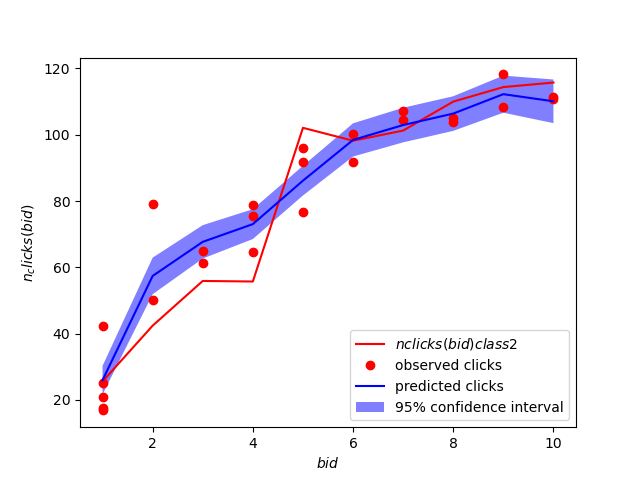 120
100
80
60
40
20
n_clicks(bid)
2
4
6
8
10
bid
nclicks(bid)class2
observed clicks
predicted clicks
95% confidence interval